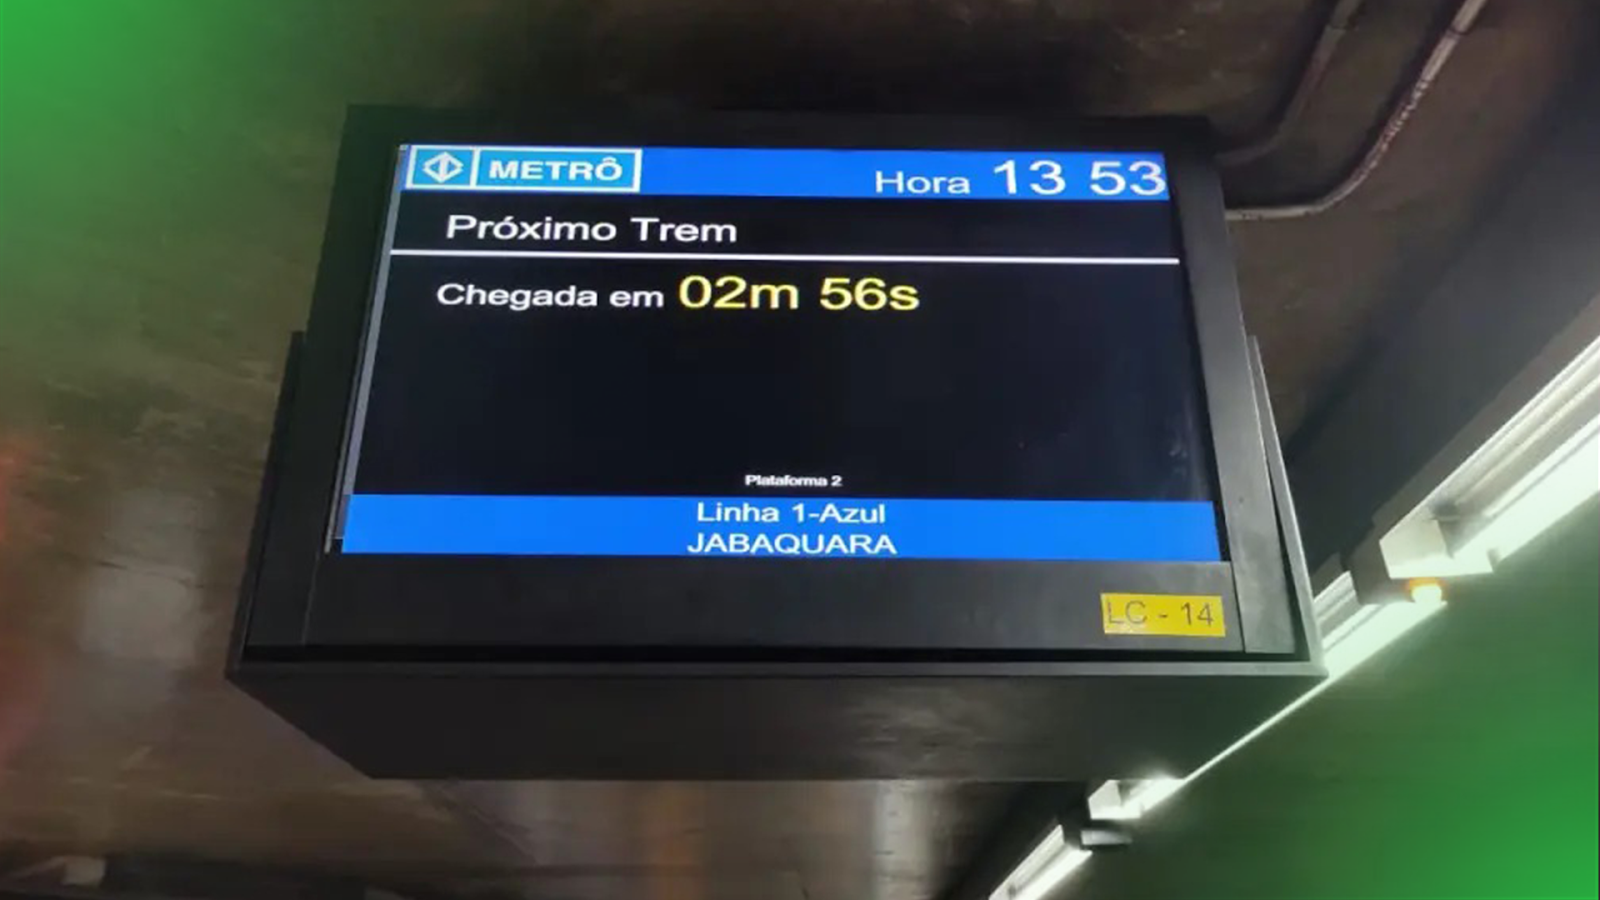 METRÔ Hora 13 53
Próximo Trem
Chegada em 02m 56s
Plataforma 2
Linha 1-Azul
JABAQUARA
LC - 14